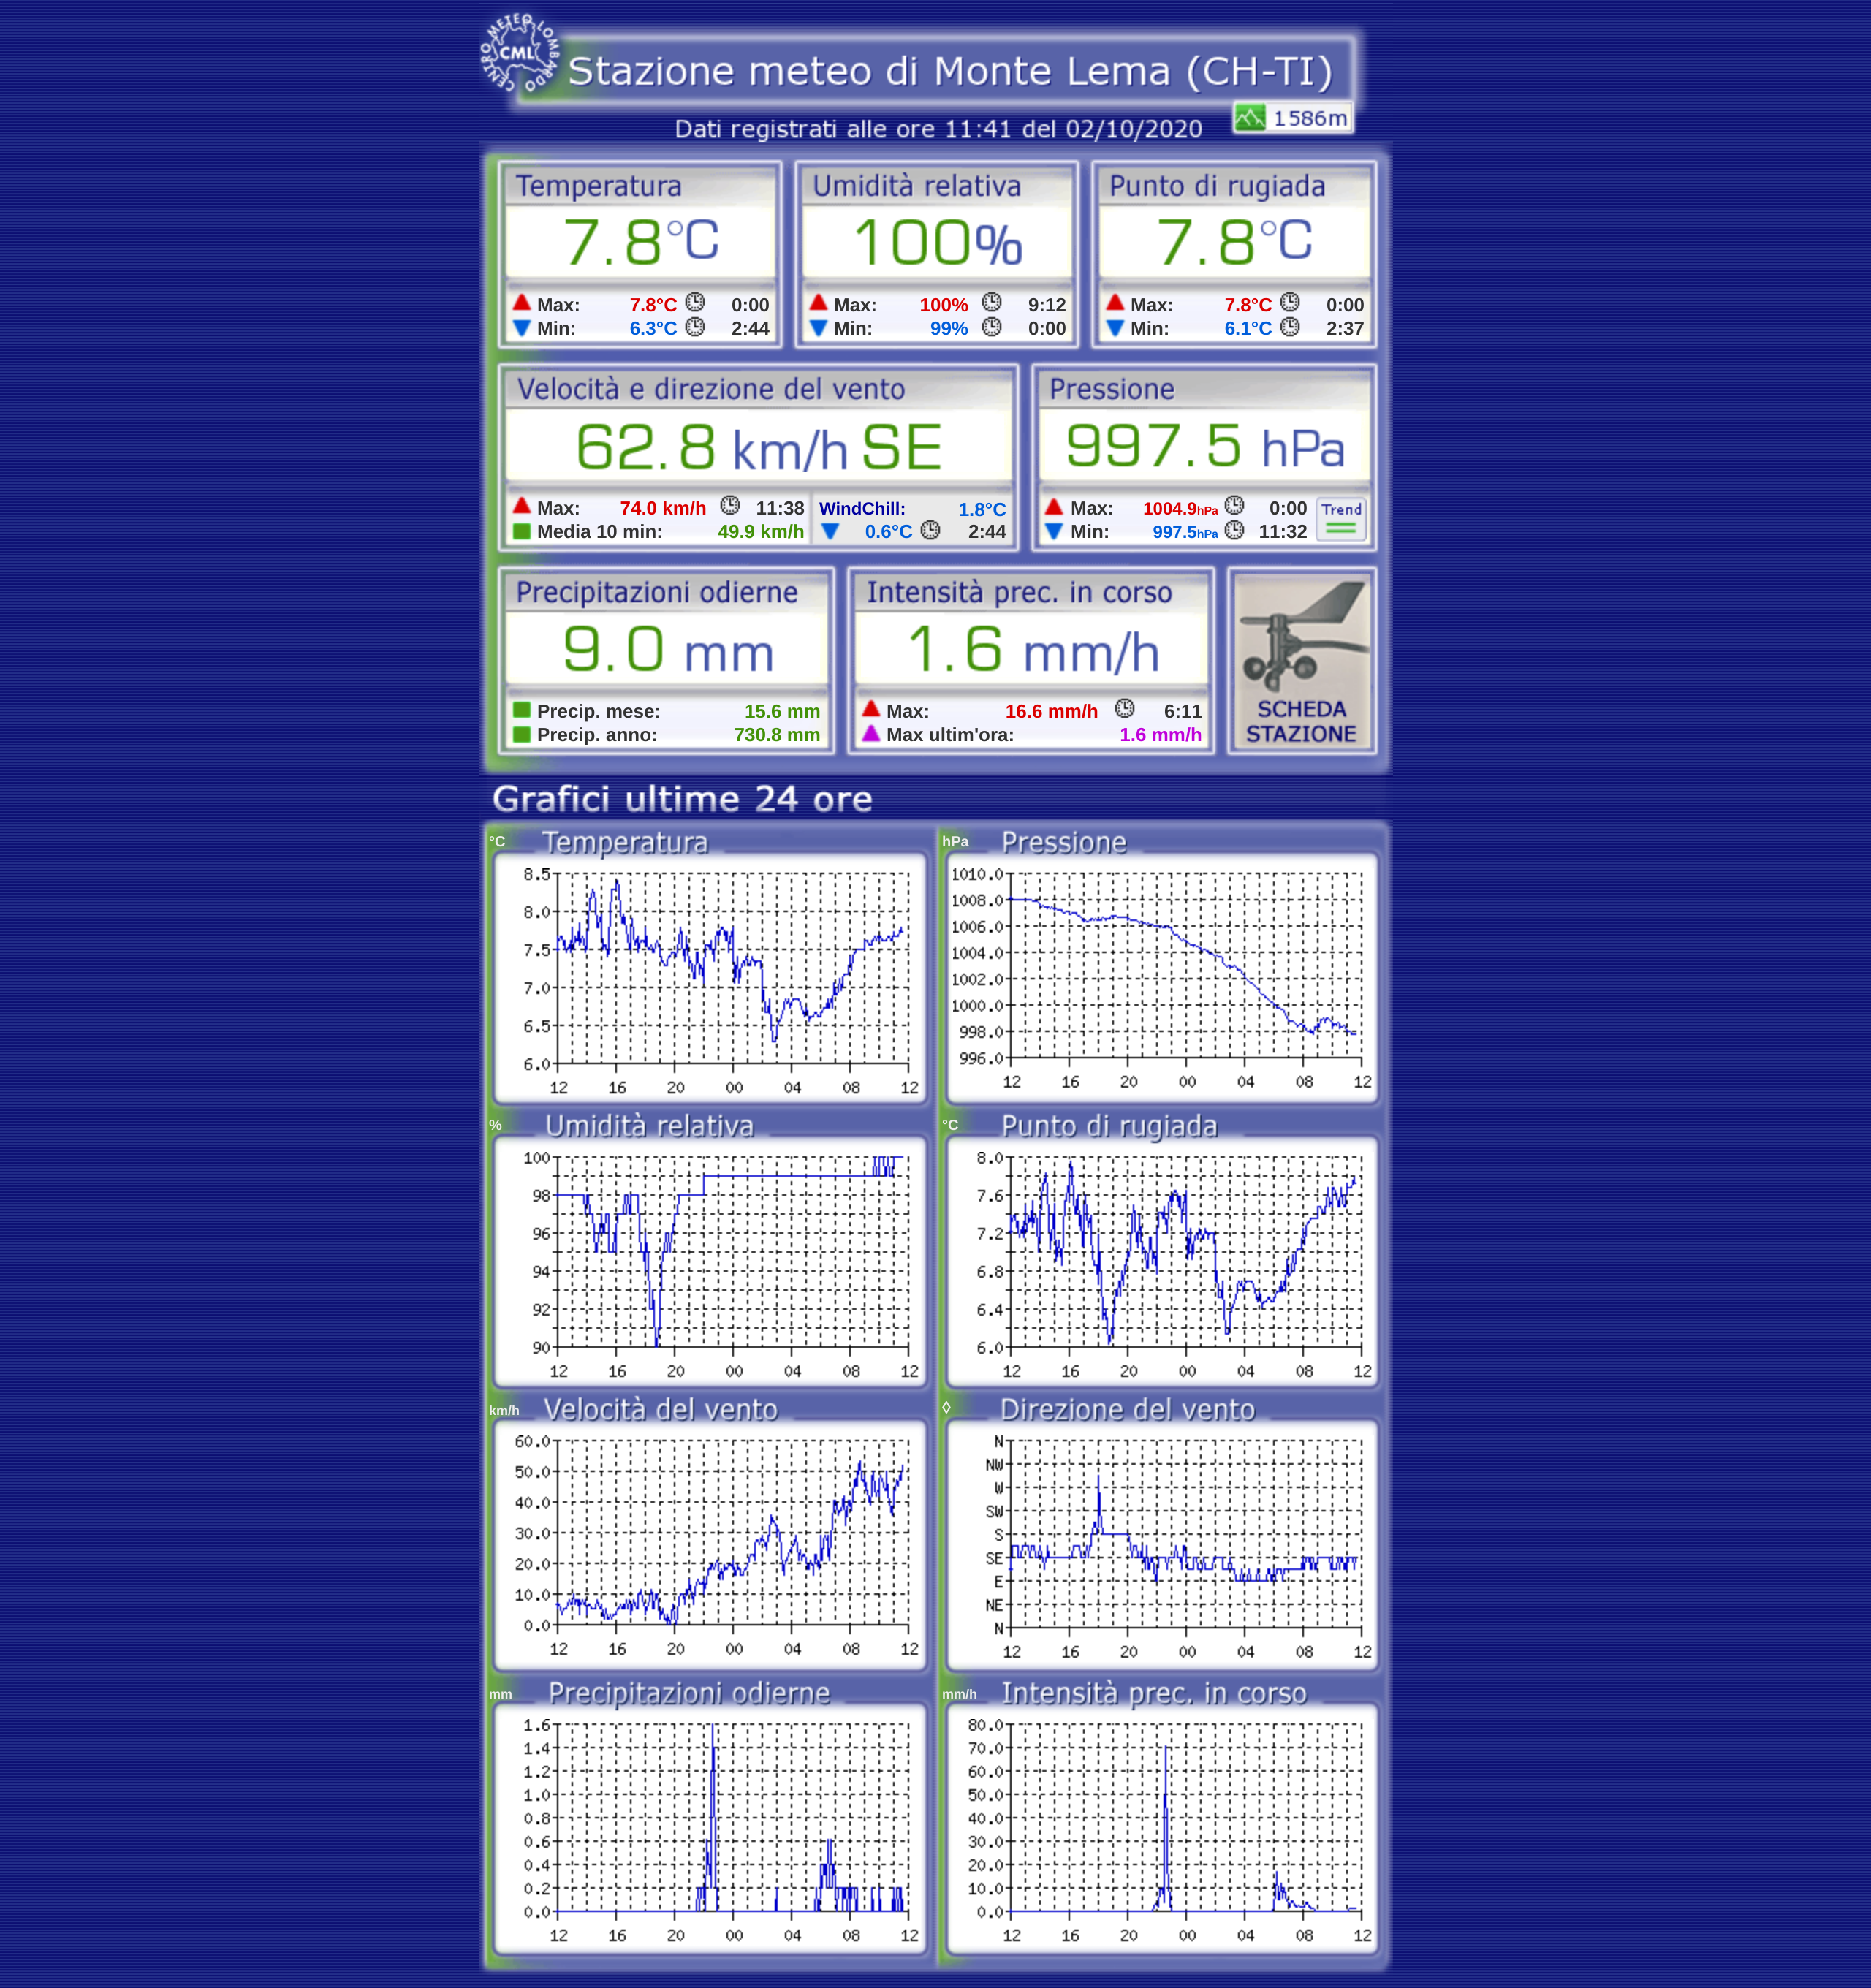 CENTRO METEO LOMBARDO
CML
Stazione meteo di Monte Lema (CH-TI)
1586m
Dati registrati alle ore 11:41 del 02/10/2020
Temperatura
7.8°C
Max: 7.8°C 0:00
Min: 6.3°C 2:44
Umidità relativa
100%
Max: 100% 9:12
Min: 99% 0:00
Punto di rugiada
7.8°C
Max: 7.8°C 0:00
Min: 6.1°C 2:37
Velocità e direzione del vento
62.8 km/h SE
Max: 74.0 km/h 11:38
Media 10 min: 49.9 km/h
WindChill: 1.8°C
0.6°C 2:44
Pressione
997.5 hPa
Max: 1004.9hPa 0:00
Min: 997.5hPa 11:32
Trend
Precipitazioni odierne
9.0 mm
Precip. mese: 15.6 mm
Precip. anno: 730.8 mm
Intensità prec. in corso
1.6 mm/h
Max: 16.6 mm/h 6:11
Max ultim'ora: 1.6 mm/h
SCHEDA
STAZIONE
Grafici ultime 24 ore
°C Temperatura
8.5
8.0
7.5
7.0
6.5
6.0
12 16 20 00 04 08 12
hPa Pressione
1010.0
1008.0
1006.0
1004.0
1002.0
1000.0
998.0
996.0
12 16 20 00 04 08 12
% Umidità relativa
100
98
96
94
92
90
12 16 20 00 04 08 12
°C Punto di rugiada
8.0
7.6
7.2
6.8
6.4
6.0
12 16 20 00 04 08 12
km/h Velocità del vento
60.0
50.0
40.0
30.0
20.0
10.0
0.0
12 16 20 00 04 08 12
◊ Direzione del vento
N
NW
W
SW
S
SE
E
NE
N
12 16 20 00 04 08 12
mm Precipitazioni odierne
1.6
1.4
1.2
1.0
0.8
0.6
0.4
0.2
0.0
12 16 20 00 04 08 12
mm/h Intensità prec. in corso
80.0
70.0
60.0
50.0
40.0
30.0
20.0
10.0
0.0
12 16 20 00 04 08 12